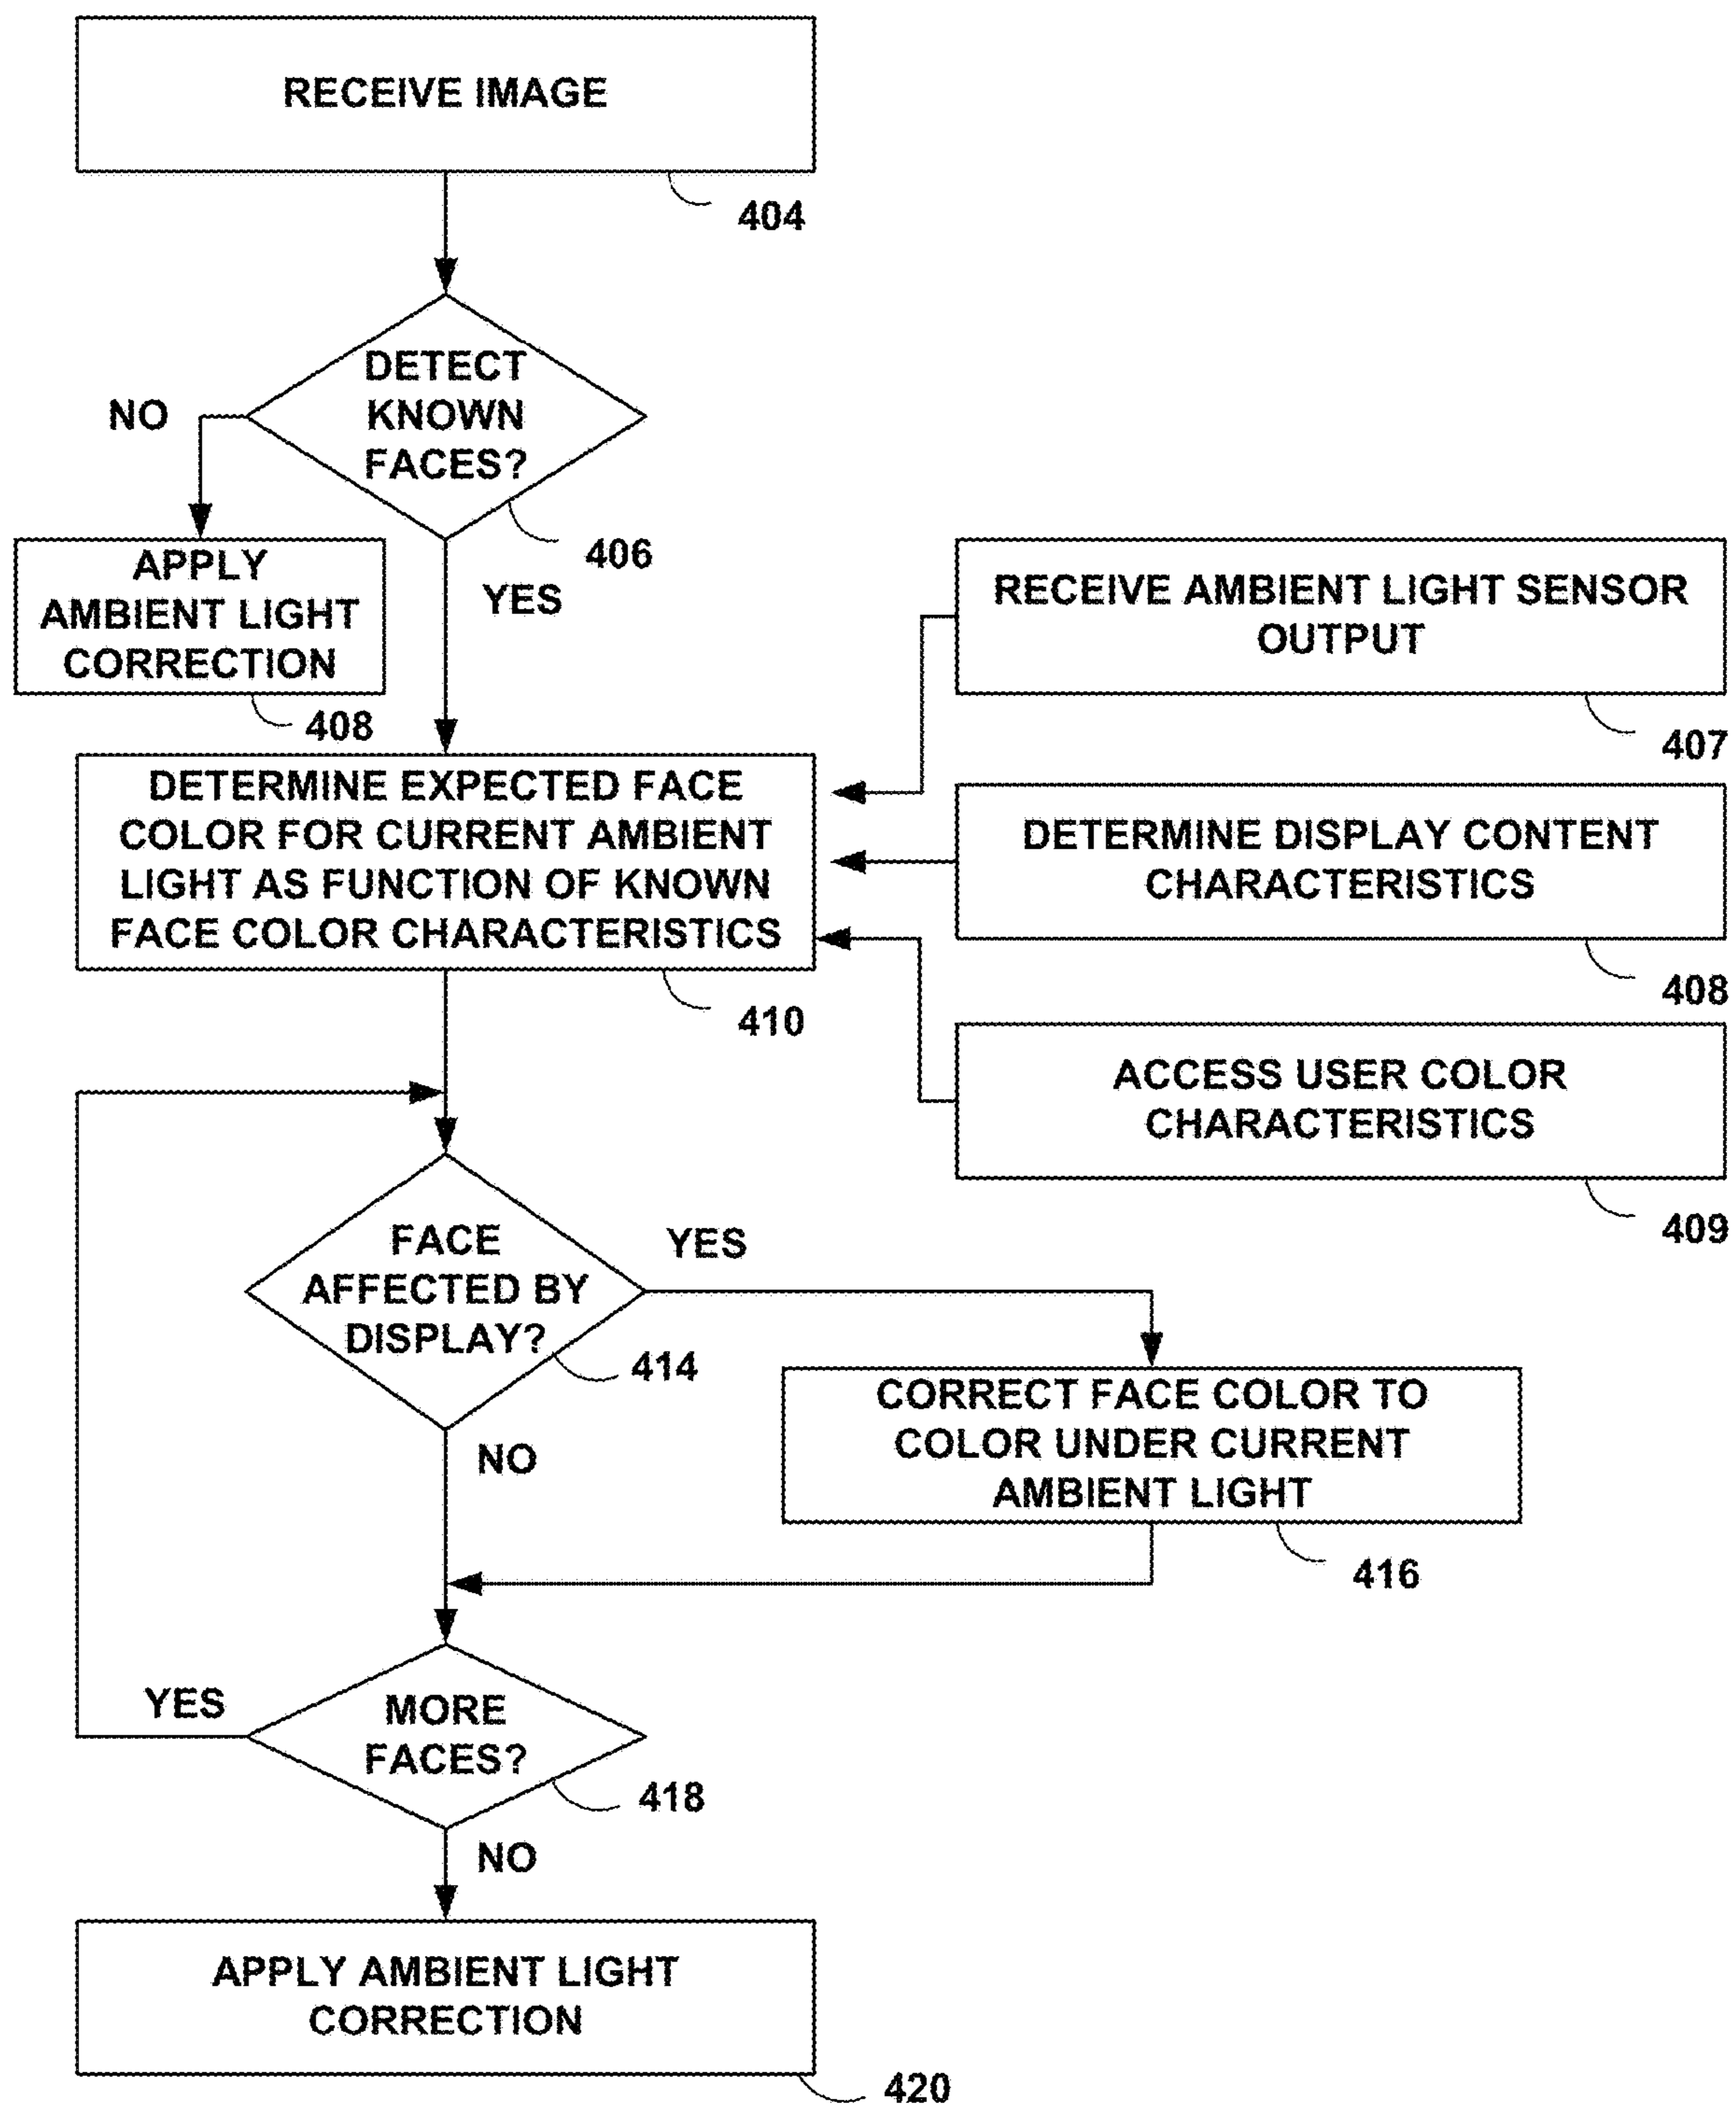 RECEIVE IMAGE
404
DETECT
KNOWN
FACES?
406
NO
YES
APPLY
AMBIENT LIGHT
CORRECTION
408
RECEIVE AMBIENT LIGHT SENSOR
OUTPUT
407
DETERMINE EXPECTED FACE
COLOR FOR CURRENT AMBIENT
LIGHT AS FUNCTION OF KNOWN
FACE COLOR CHARACTERISTICS
410
DETERMINE DISPLAY CONTENT
CHARACTERISTICS
408
ACCESS USER COLOR
CHARACTERISTICS
409
FACE
AFFECTED BY
DISPLAY?
414
YES
NO
CORRECT FACE COLOR TO
COLOR UNDER CURRENT
AMBIENT LIGHT
416
MORE
FACES?
418
YES
NO
APPLY AMBIENT LIGHT
CORRECTION
420